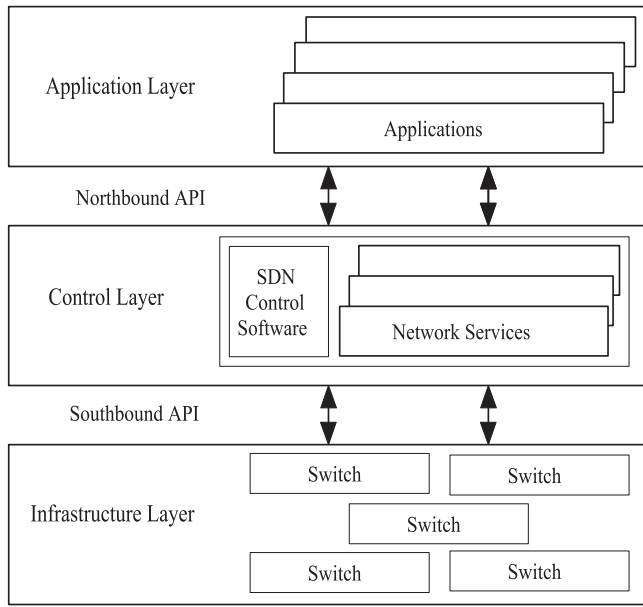 Application Layer
Applications
Northbound API
Control Layer
SDN
Control
Software
Network Services
Southbound API
Infrastructure Layer
Switch
Switch
Switch
Switch
Switch